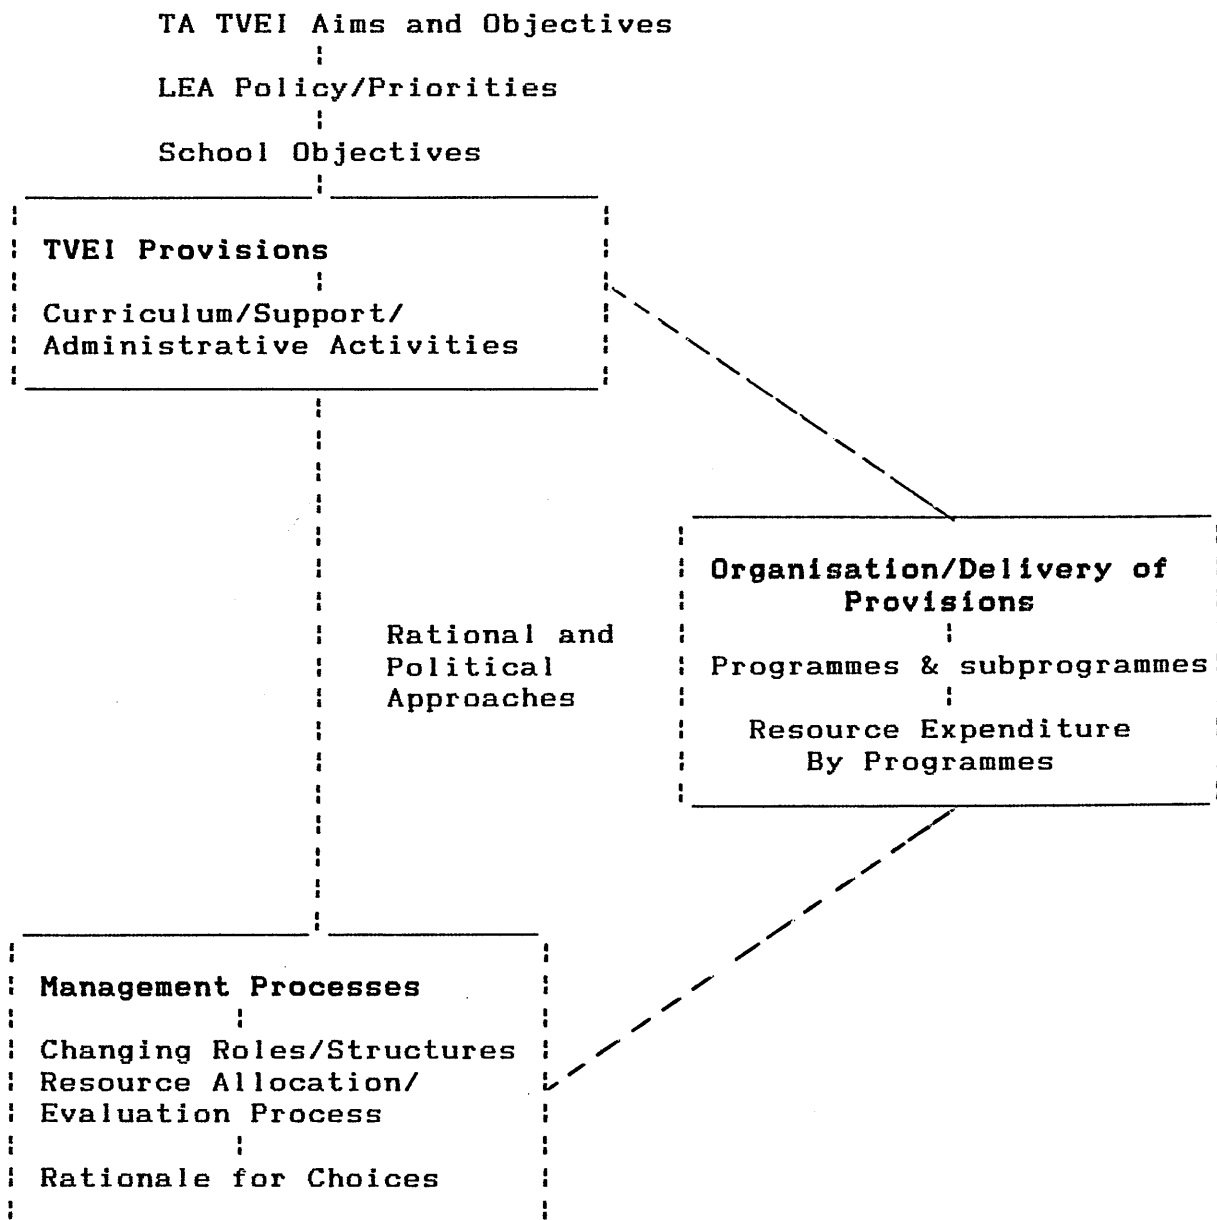 TA TVEI Aims and Objectives
LEA Policy/Priorities
School Objectives
TVEI Provisions
Curriculum/Support/
Administrative Activities
Rational and
Political
Approaches
Organisation/Delivery of
Provisions
Programmes & subprogrammes
Resource Expenditure
By Programmes
Management Processes
Changing Roles/Structures
Resource Allocation/
Evaluation Process
Rationale for Choices